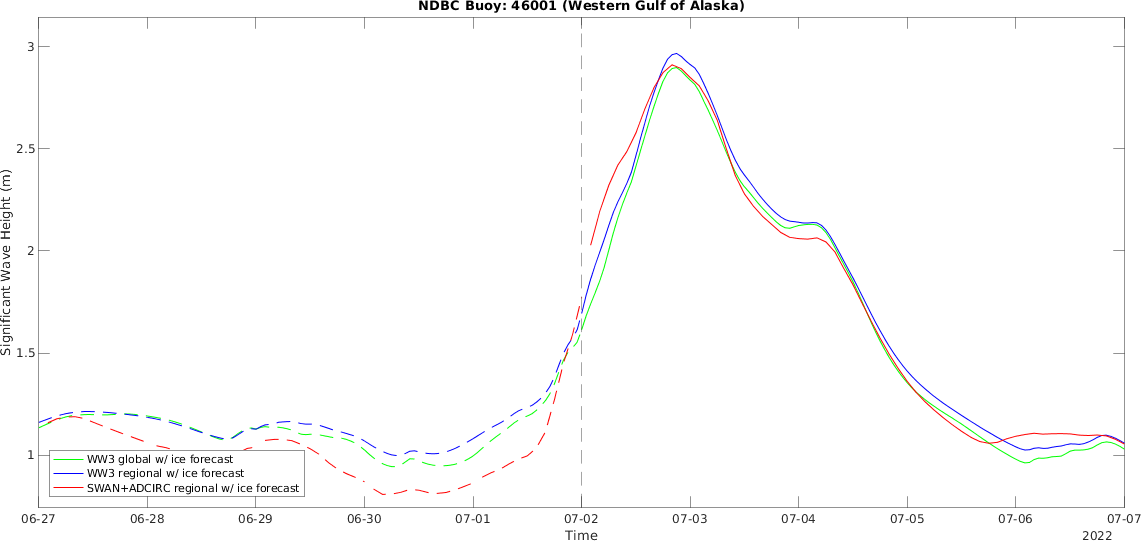 NDBC Buoy: 46001 (Western Gulf of Alaska)
Significant Wave Height (m)
3
2.5
2
1.5
1
WW3 global w/ ice forecast
WW3 regional w/ ice forecast
SWAN+ADCIRC regional w/ ice forecast
06-27 06-28 06-29 06-30 07-01 07-02 07-03 07-04 07-05 07-06 07-07
Time
2022